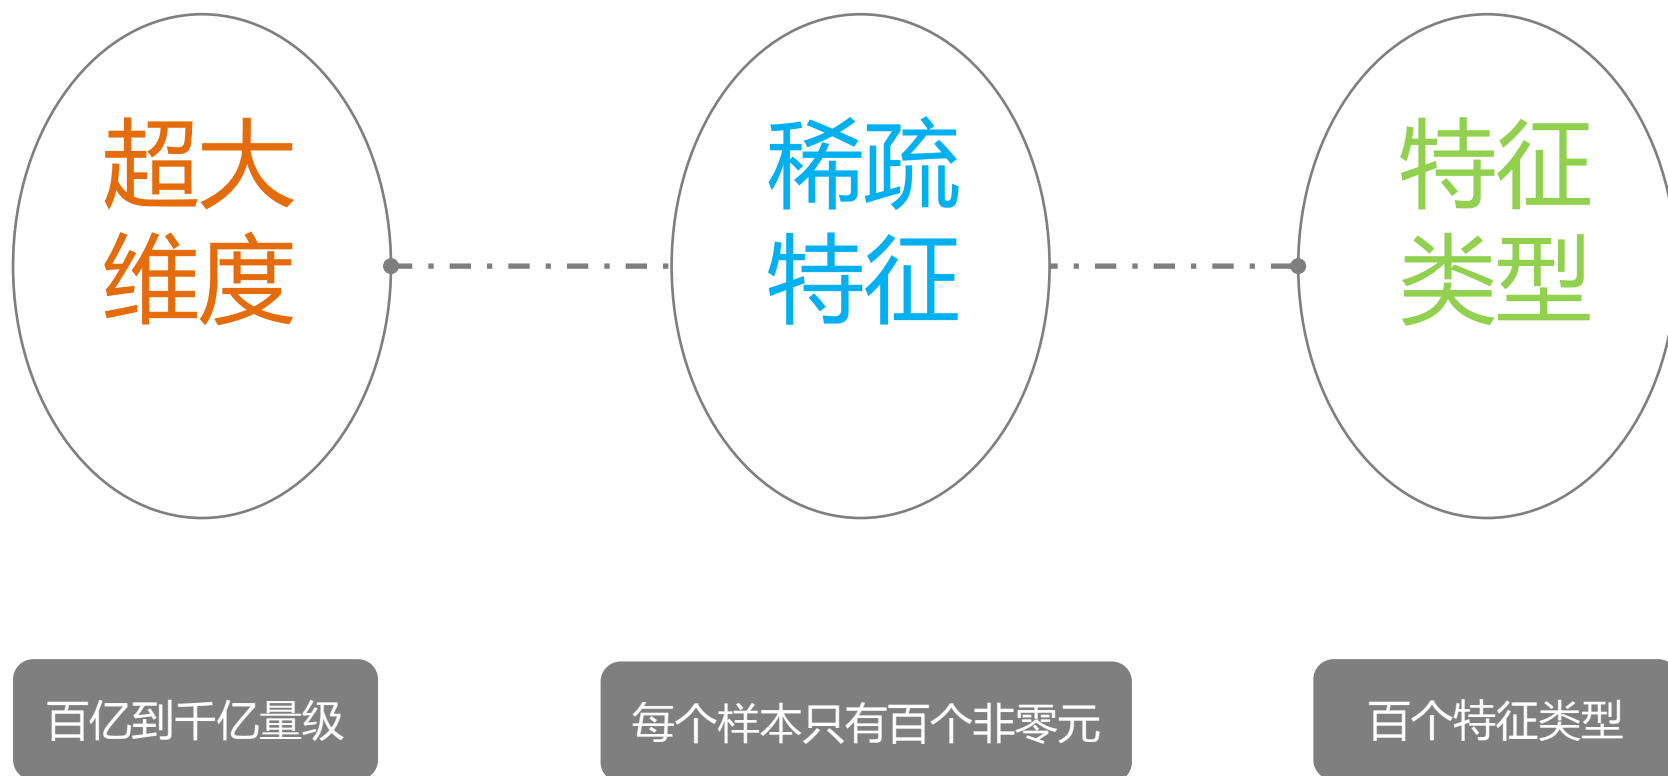 超大
维度
稀疏
特征
特征
类型
百亿到千亿量级
每个样本只有百个非零元
百个特征类型